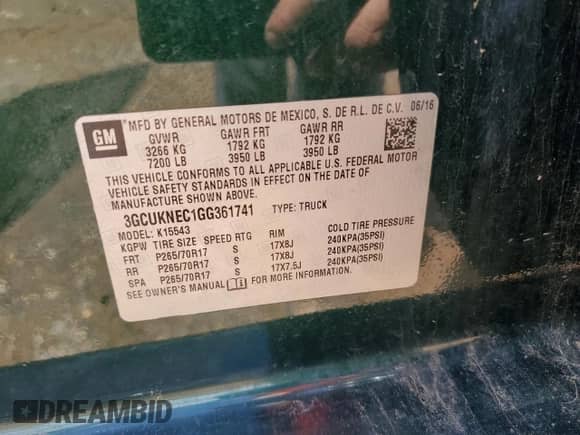 GM
MFD BY GENERAL MOTORS DE MEXICO, S. DE R.L. DE C.V. 06/16
GVWR GAWR FRT GAWR RR
3266 KG 1792 KG 1792 KG
7200 LB 3950 LB 3950 LB
THIS VEHICLE CONFORMS TO ALL APPLICABLE U.S. FEDERAL MOTOR
VEHICLE SAFETY STANDARDS IN EFFECT ON THE DATE OF
MANUFACTURE SHOWN ABOVE.
3GCUKNEC1GG361741 TYPE: TRUCK
MODEL: K15543
KGPW TIRE SIZE SPEED RTG RIM COLD TIRE PRESSURE
FRT P265/70R17 S 17X8J 240KPA(35PSI)
RR P265/70R17 S 17X8J 240KPA(35PSI)
SPA P265/70R17 S 17X7.5J 240KPA(35PSI)
SEE OWNER'S MANUAL FOR MORE INFORMATION.
DREAMBID